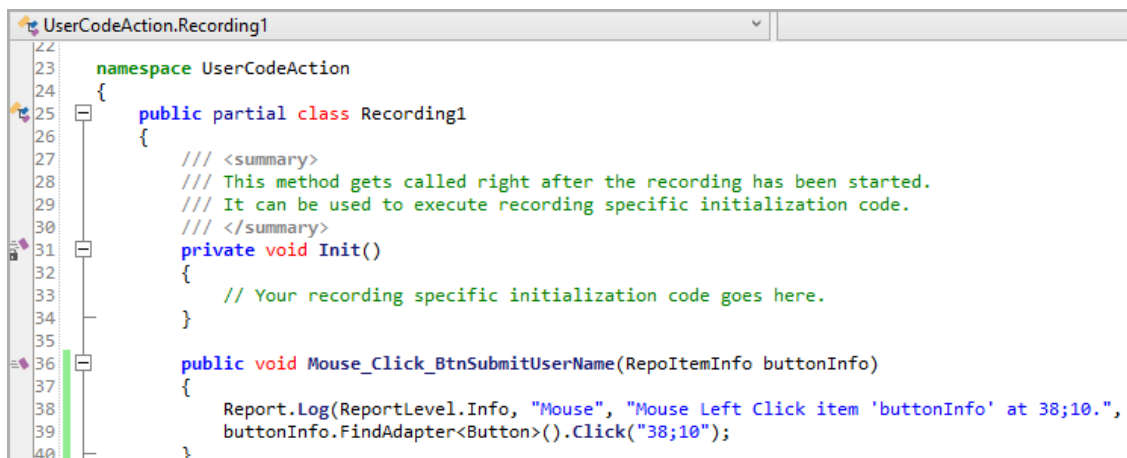 UserCodeAction.Recording1
22
23 namespace UserCodeAction
24 {
25 public partial class Recording1
26 {
27 /// <summary>
28 /// This method gets called right after the recording has been started.
29 /// It can be used to execute recording specific initialization code.
30 /// </summary>
31 private void Init()
32 {
33 // Your recording specific initialization code goes here.
34 }
35
36 public void Mouse_Click_BtnSubmitUserName(RepoItemInfo buttonInfo)
37 {
38 Report.Log(ReportLevel.Info, "Mouse", "Mouse Left Click item 'buttonInfo' at 38;10.",
39 buttonInfo.FindAdapter<Button>().Click("38;10");
40 }